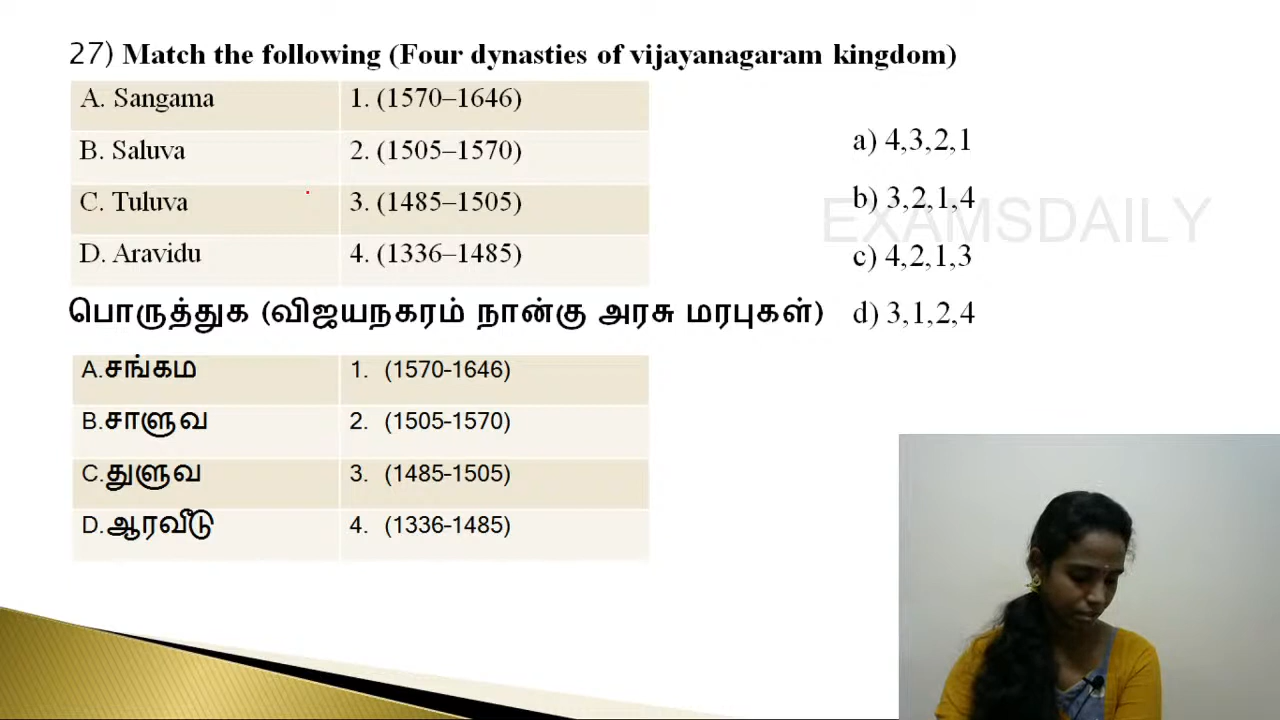 27) Match the following (Four dynasties of vijayanagaram kingdom)
A. Sangama 1. (1570–1646)
B. Saluva 2. (1505–1570)
C. Tuluva 3. (1485–1505)
D. Aravidu 4. (1336–1485)
a) 4,3,2,1
b) 3,2,1,4
c) 4,2,1,3
d) 3,1,2,4
EXAMSDAILY
பொருத்துக (விஜயநகரம் நான்கு அரசு மரபுகள்)
A.சங்கம 1. (1570-1646)
B.சாளுவ 2. (1505-1570)
C.துளுவ 3. (1485-1505)
D.ஆரவீடு 4. (1336-1485)